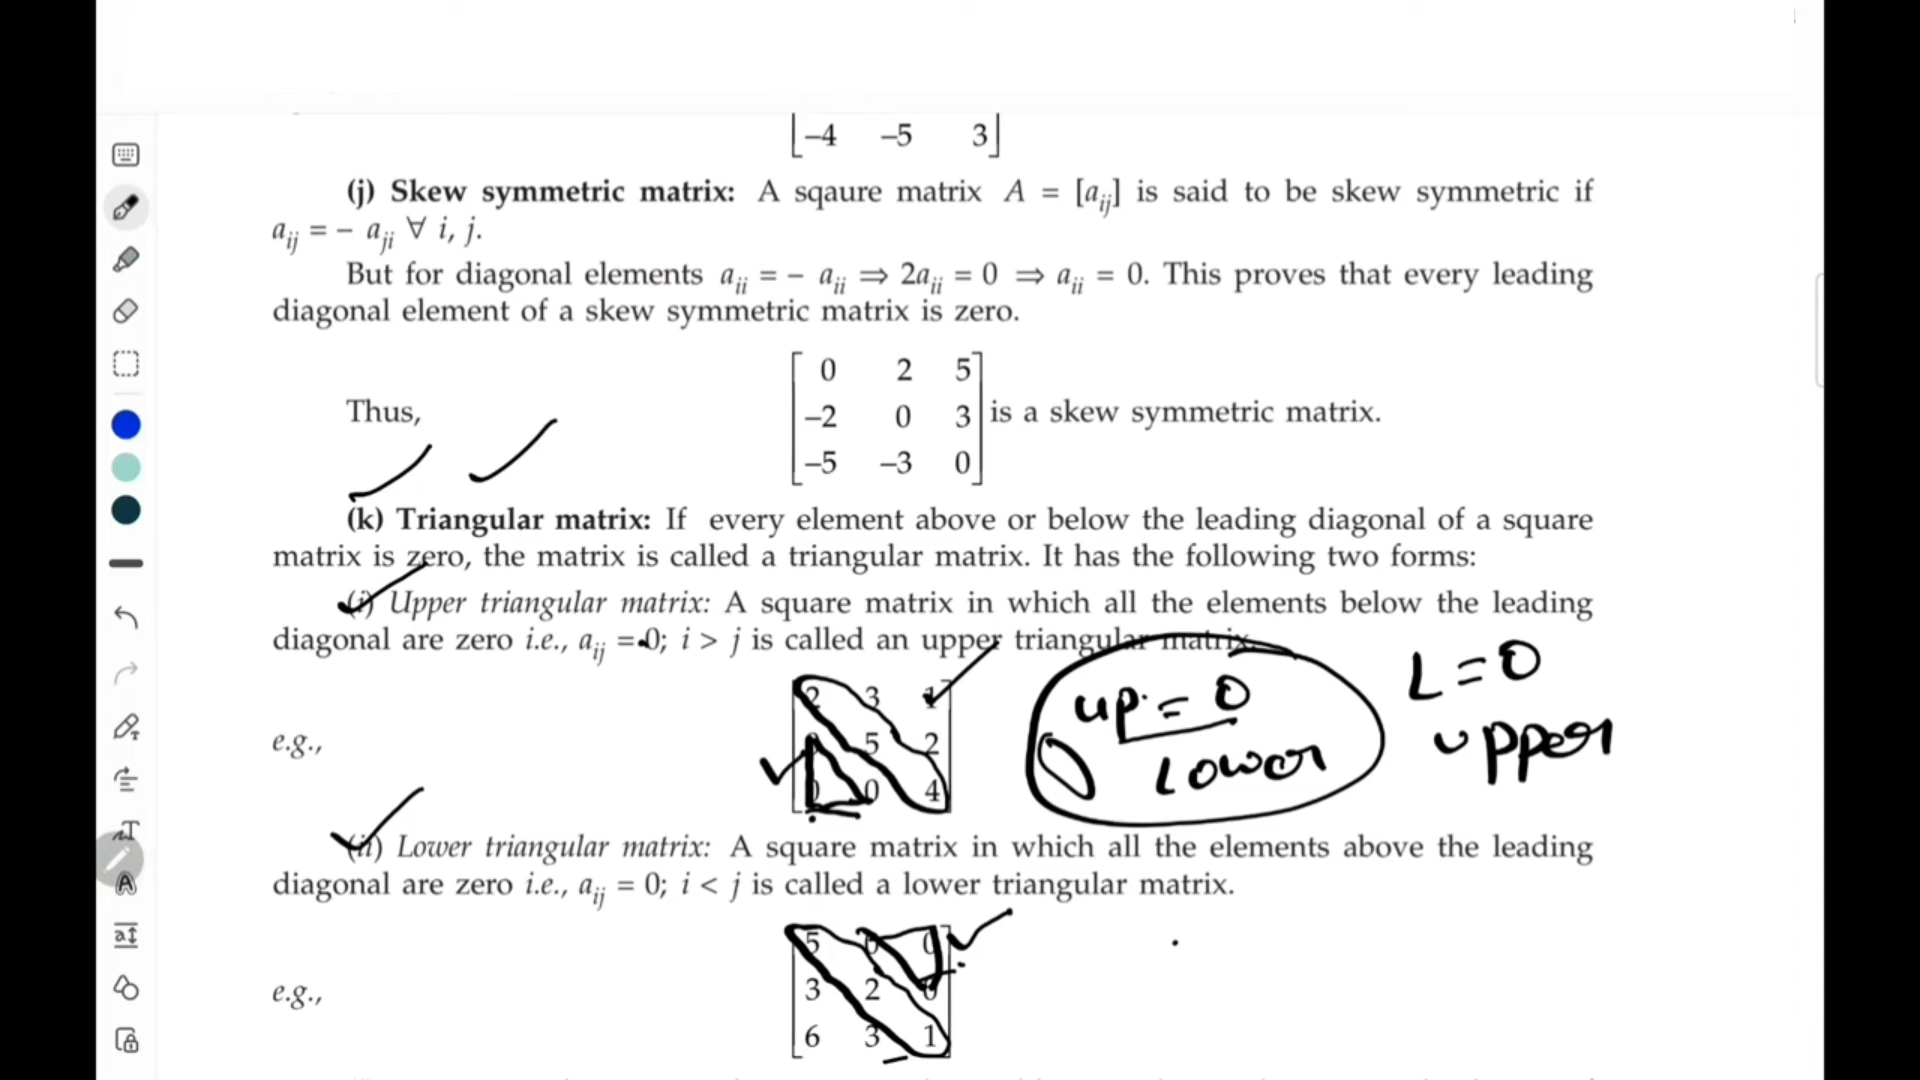 −4 −5 3
(j) Skew symmetric matrix: A sqaure matrix A = [aij] is said to be skew symmetric if
aij = − aji ∀ i, j.
But for diagonal elements aii = − aii ⇒ 2aii = 0 ⇒ aii = 0. This proves that every leading
diagonal element of a skew symmetric matrix is zero.
0 2 5
Thus, −2 0 3 is a skew symmetric matrix.
−5 −3 0
(k) Triangular matrix: If every element above or below the leading diagonal of a square
matrix is zero, the matrix is called a triangular matrix. It has the following two forms:
(i) Upper triangular matrix: A square matrix in which all the elements below the leading
diagonal are zero i.e., aij = 0; i > j is called an upper triangular matrix.
2 3 1
e.g., 5 2
0 4
up = 0
Lower
L = 0
upper
(ii) Lower triangular matrix: A square matrix in which all the elements above the leading
diagonal are zero i.e., aij = 0; i < j is called a lower triangular matrix.
5 0 0
e.g., 3 2 0
6 3 1